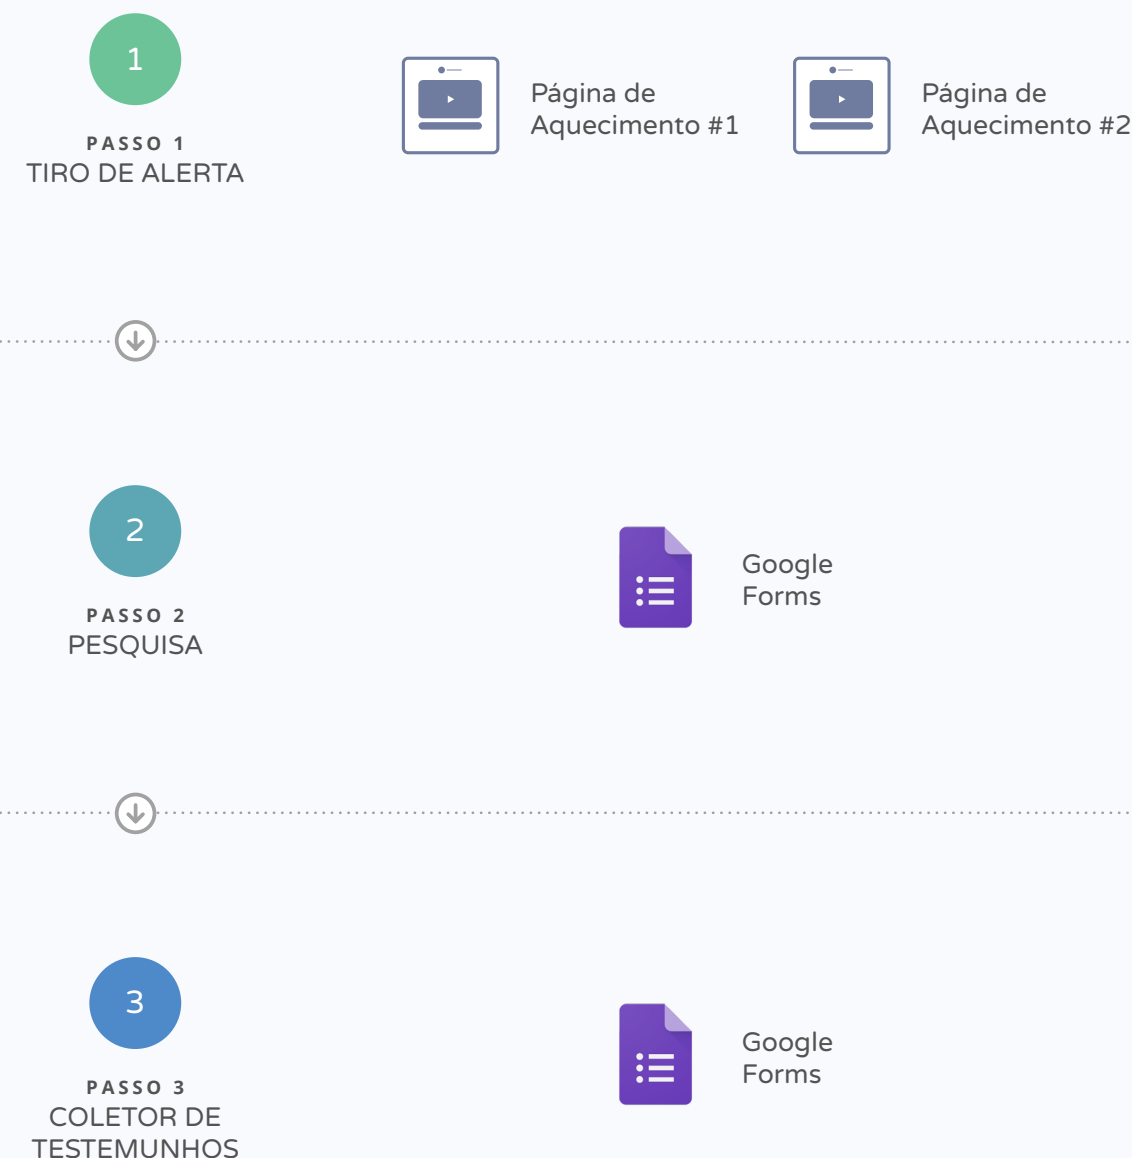 1
PASSO 1
TIRO DE ALERTA
Página de
Aquecimento #1
Página de
Aquecimento #2
2
PASSO 2
PESQUISA
Google
Forms
3
PASSO 3
COLETOR DE
TESTEMUNHOS
Google
Forms